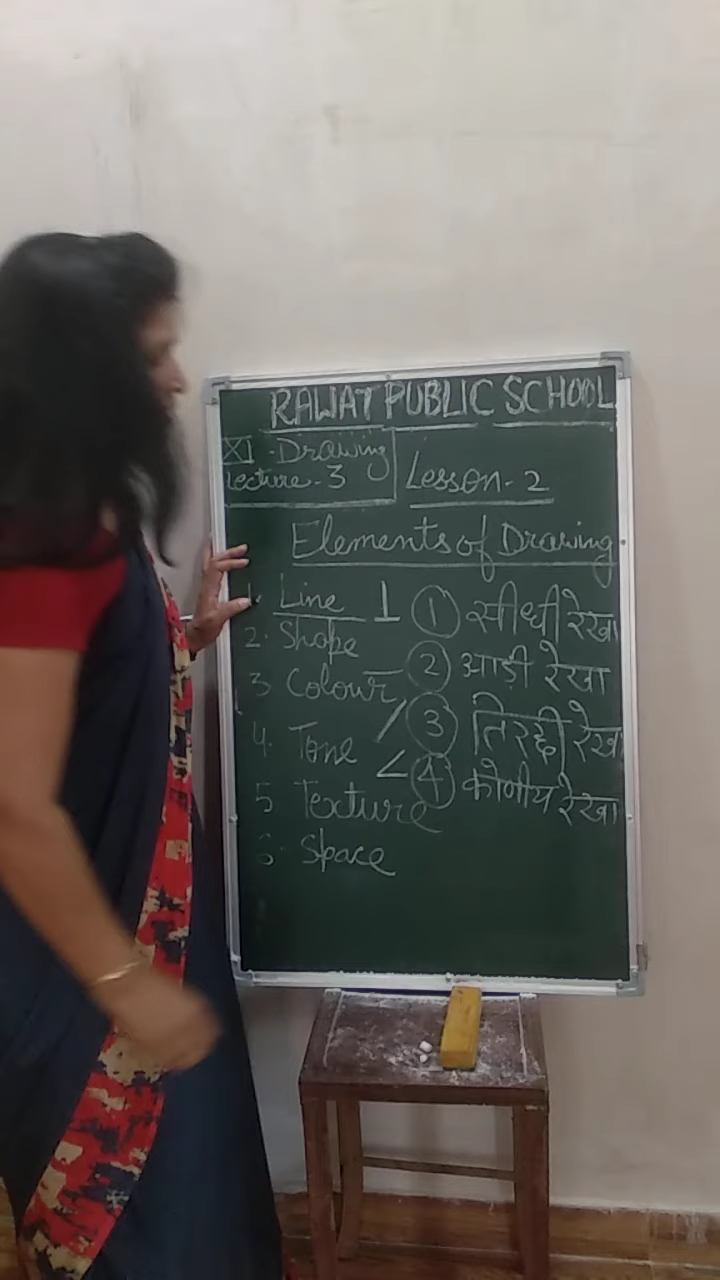 RAWAT PUBLIC SCHOOL
XI - Drawing
Lecture - 3
Lesson - 2
Elements of Drawing
1. Line
2. Shape
3 Colour
4. Tone
5 Texture
6. Space
1 सीधी रेखा
2 आडी रेखा
3 तिरछी रेखा
4 कोणीय रेखा